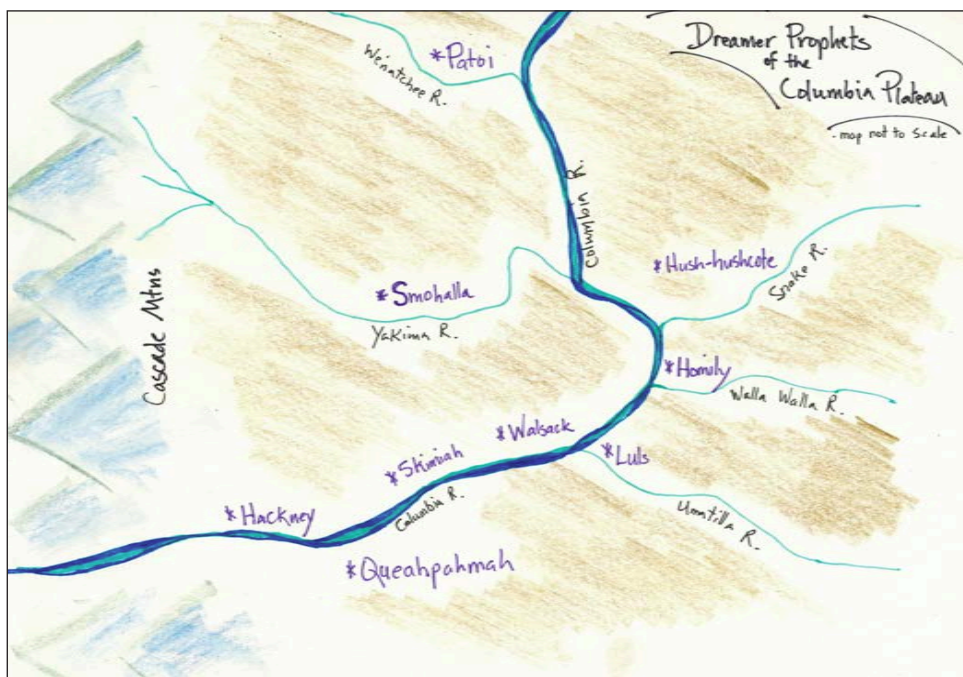 Dreamer Prophets
of the
Columbia Plateau
- map not to Scale
*Patoi
Wenatchee R.
Columbia R.
*Hush-hushcote
Snake R.
*Smohalla
Yakima R.
Cascade Mtns
*Homily
Walla Walla R.
*Walsack
*Luls
*Skimiah
Columbia R.
Umatilla R.
*Hackney
*Queahpahmah